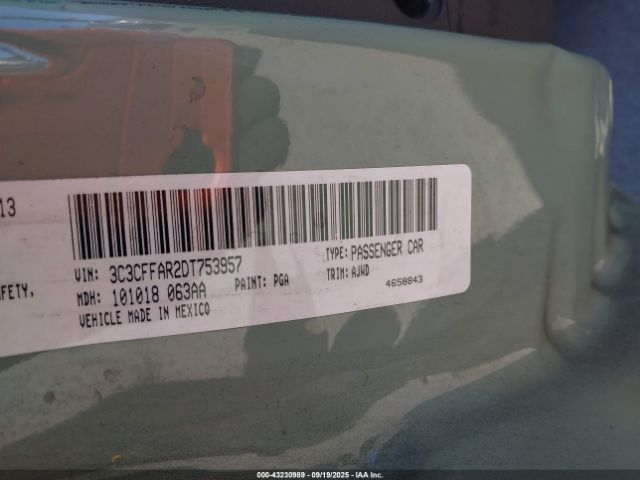 13
VIN: 3C3CFFAR2DT753957
TYPE: PASSENGER CAR
AFETY,
MDH: 101018 063AA
PAINT: PGA
TRIM: AJWD
VEHICLE MADE IN MEXICO
4658843
000-43230989 - 09/19/2025 - IAA Inc.